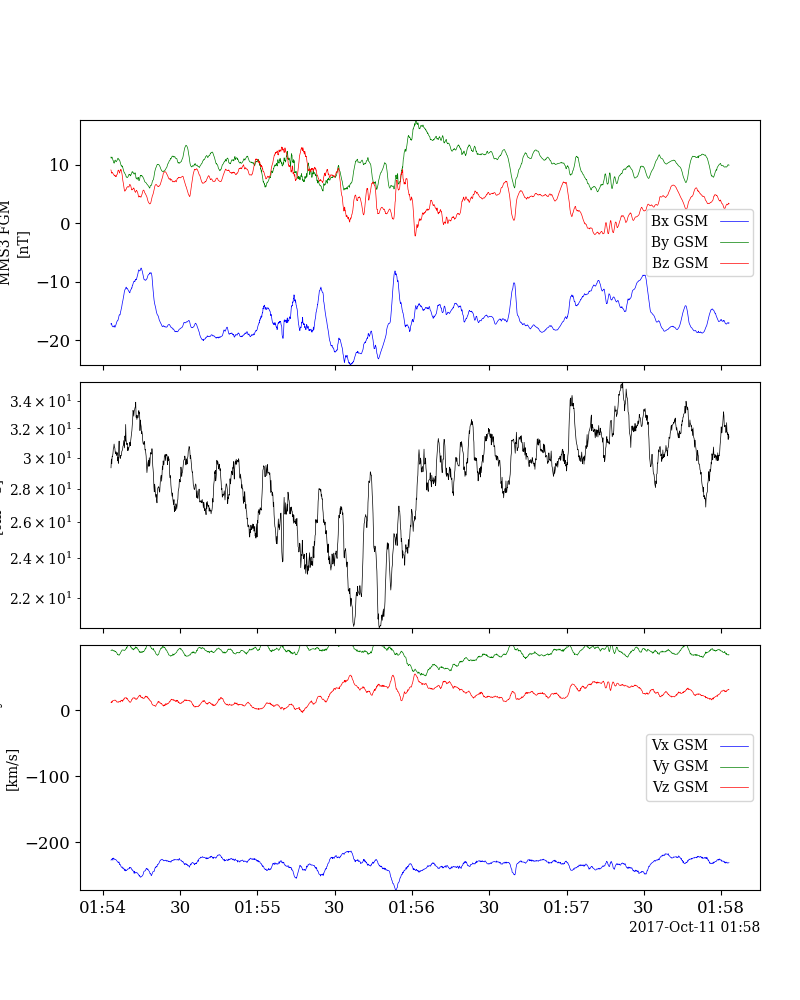 10
0
−10
−20
MMS3 FGM
[nT]
Bx GSM
By GSM
Bz GSM
3.4 × 10¹
3.2 × 10¹
3 × 10¹
2.8 × 10¹
2.6 × 10¹
2.4 × 10¹
2.2 × 10¹
0
−100
−200
[km/s]
Vx GSM
Vy GSM
Vz GSM
01:54 30 01:55 30 01:56 30 01:57 30 01:58
2017-Oct-11 01:58